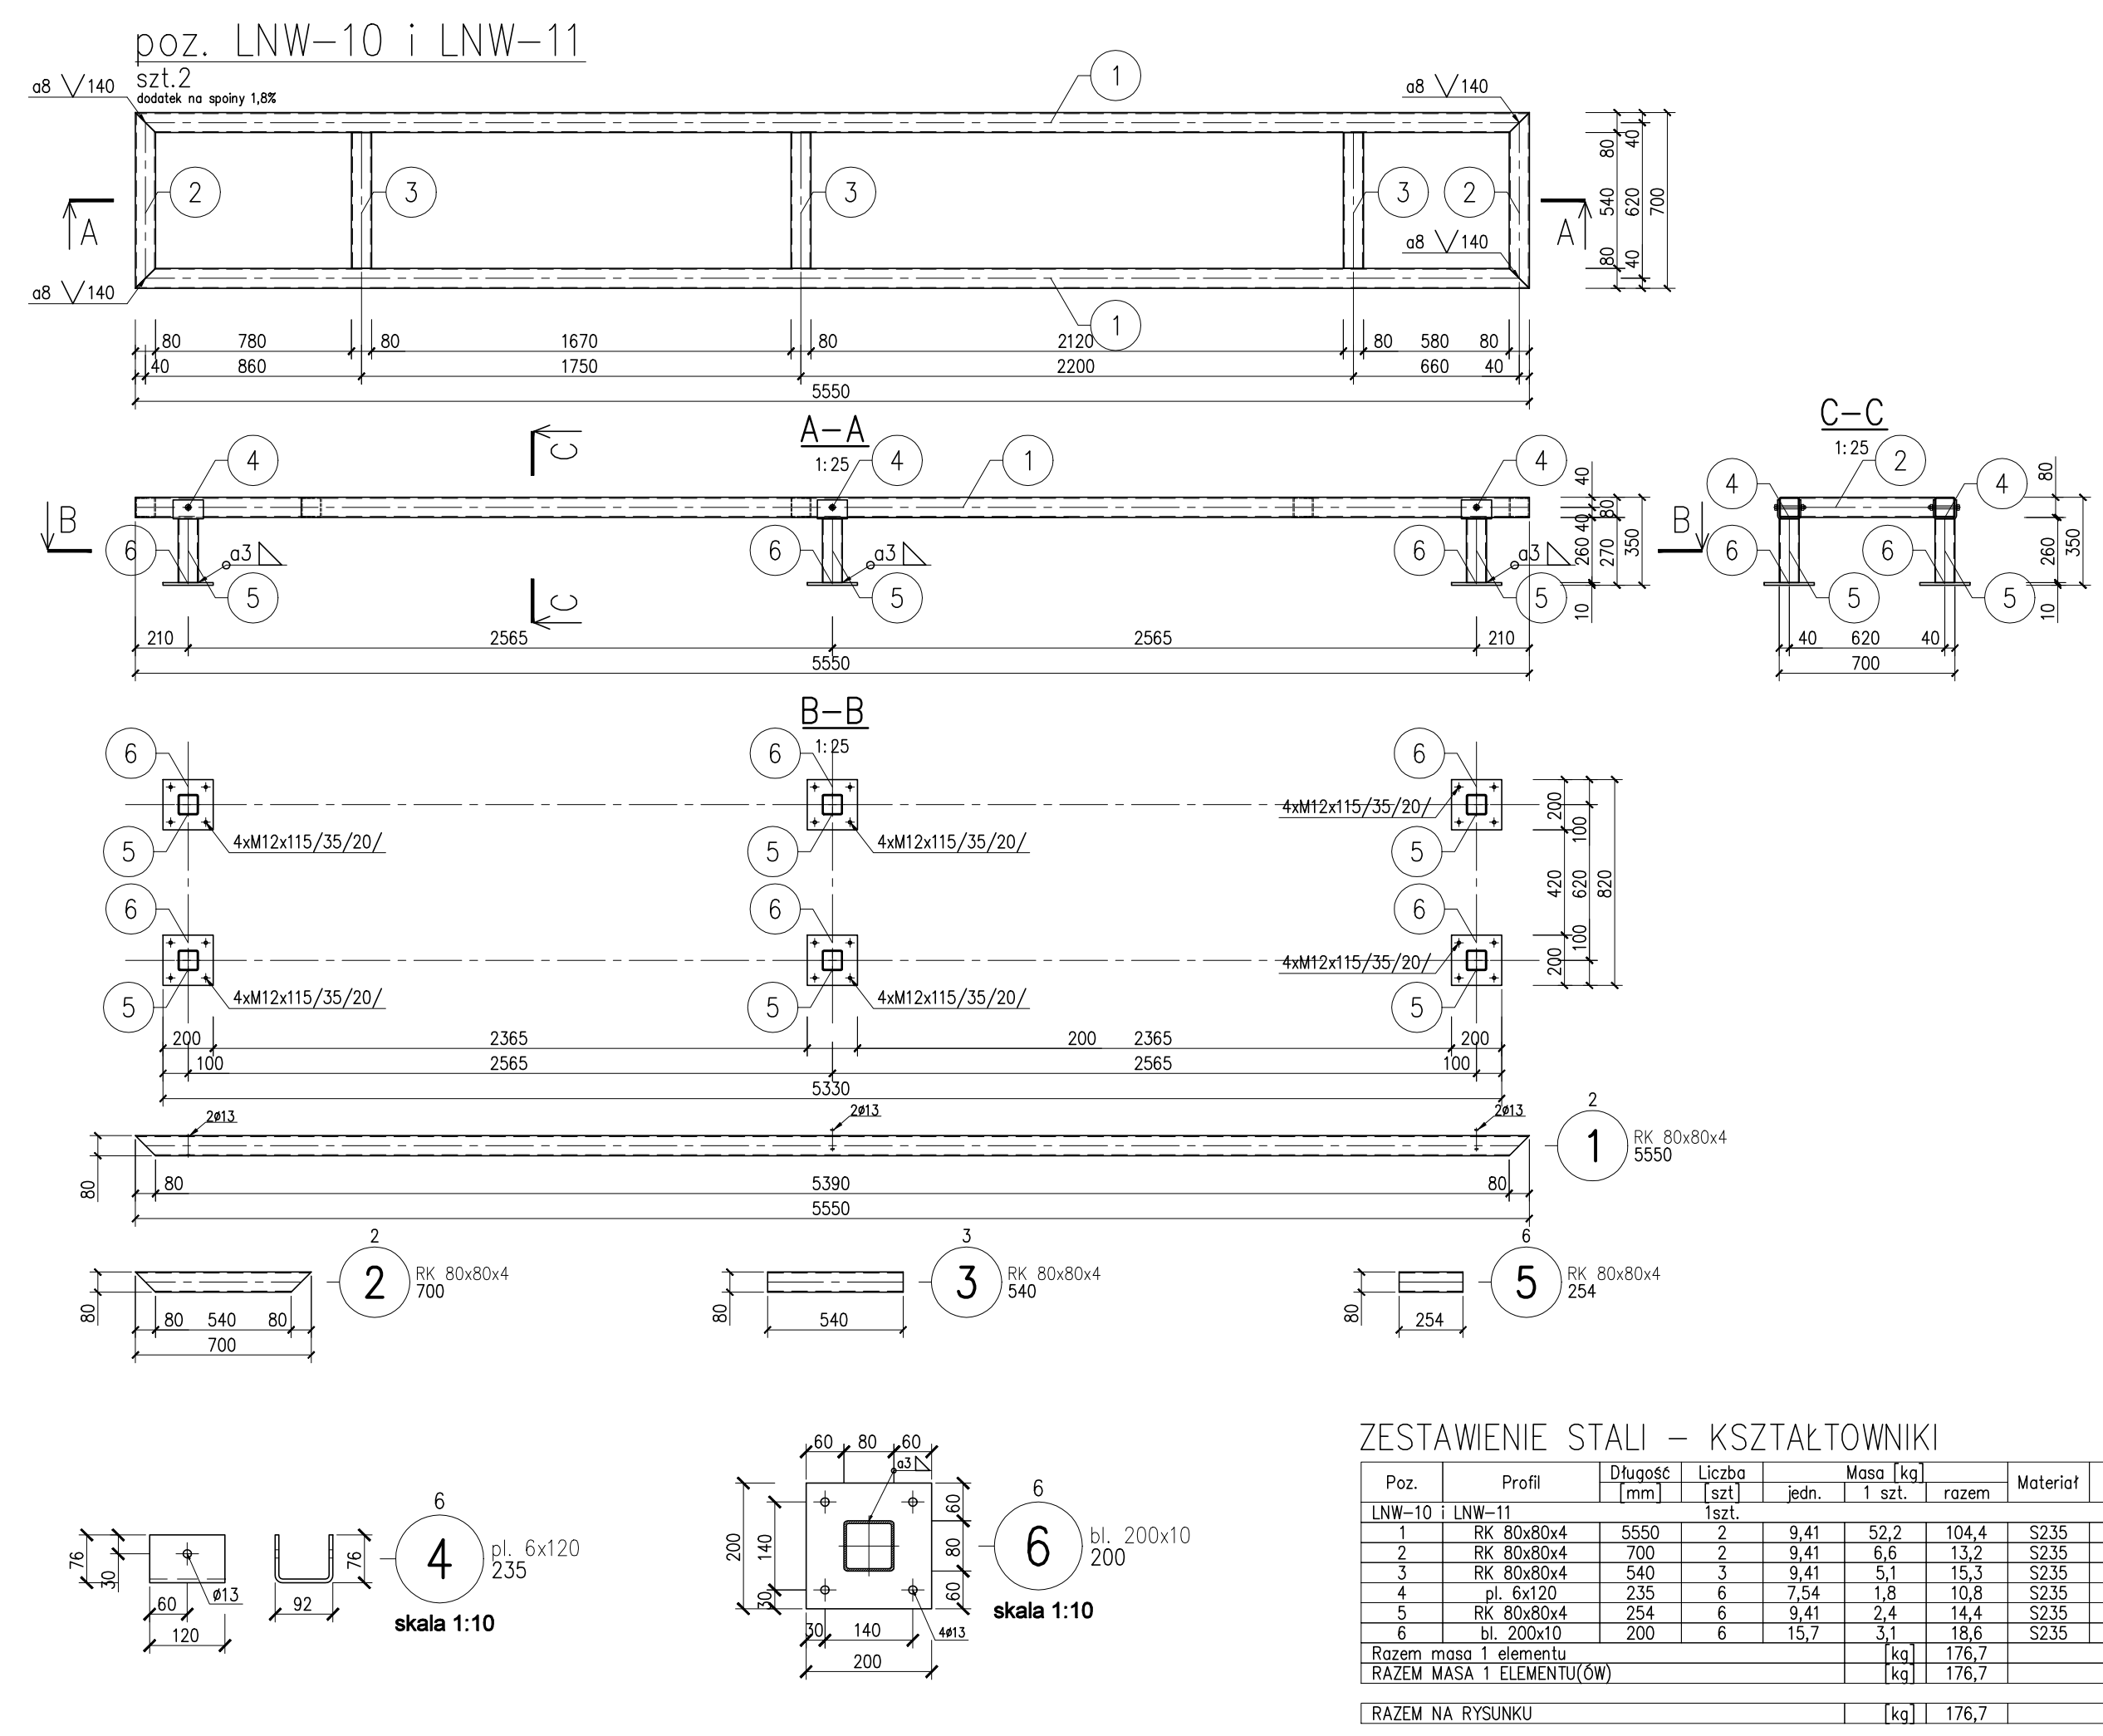 poz. LNW-10 i LNW-11
szt.2
dodatek na spoiny 1,8%
a8 140
a8 140
1
2
3
3
3
2
A
A
a8 140
a8 140
1
80 540 80
40 620 40
700
80 780 80 1670 80 2120 80 580 80
40 860 1750 2200 660 40
5550
A-A
1:25
C
C
4
4
1
4
B
6
a3
5
6
a3
5
6
a3
5
40 40 260 10
80 270
350
210 2565 2565 210
5550
C-C
1:25
2
4
4
B
6
6
5
5
80 260 10
350
40 620 40
700
B-B
1:25
6
6
6
5
5
5
4xM12x115/35/20/
4xM12x115/35/20/
4xM12x115/35/20/
6
6
6
5
5
5
4xM12x115/35/20/
4xM12x115/35/20/
4xM12x115/35/20/
200 420 200
100 620 100
820
200 2365 200 2365 200
100 2565 2565 100
5330
2ø13
2ø13
2ø13
80
80 5390 80
5550
2
1
RK 80x80x4
5550
80
80 540 80
700
2
2
RK 80x80x4
700
80
540
3
3
RK 80x80x4
540
80
254
6
5
RK 80x80x4
254
76
30
60
120
ø13
92
76
6
4
pl. 6x120
235
skala 1:10
60 80 60
a3
200
140
30
60 80 60
30 140
4ø13
200
6
6
bl. 200x10
200
skala 1:10
ZESTAWIENIE STALI - KSZTAŁTOWNIKI
Poz. Profil Długość [mm] Liczba [szt] Masa [kg] jedn. 1 szt. razem Materiał
LNW-10 i LNW-11 1szt.
1 RK 80x80x4 5550 2 9,41 52,2 104,4 S235
2 RK 80x80x4 700 2 9,41 6,6 13,2 S235
3 RK 80x80x4 540 3 9,41 5,1 15,3 S235
4 pl. 6x120 235 6 7,54 1,8 10,8 S235
5 RK 80x80x4 254 6 9,41 2,4 14,4 S235
6 bl. 200x10 200 6 15,7 3,1 18,6 S235
Razem masa 1 elementu [kg] 176,7
RAZEM MASA 1 ELEMENTU(ÓW) [kg] 176,7
RAZEM NA RYSUNKU [kg] 176,7